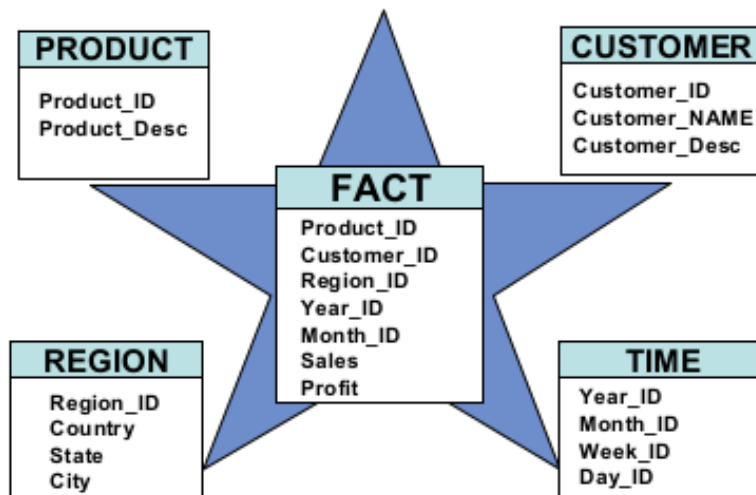 PRODUCT
Product_ID
Product_Desc
CUSTOMER
Customer_ID
Customer_NAME
Customer_Desc
FACT
Product_ID
Customer_ID
Region_ID
Year_ID
Month_ID
Sales
Profit
REGION
Region_ID
Country
State
City
TIME
Year_ID
Month_ID
Week_ID
Day_ID